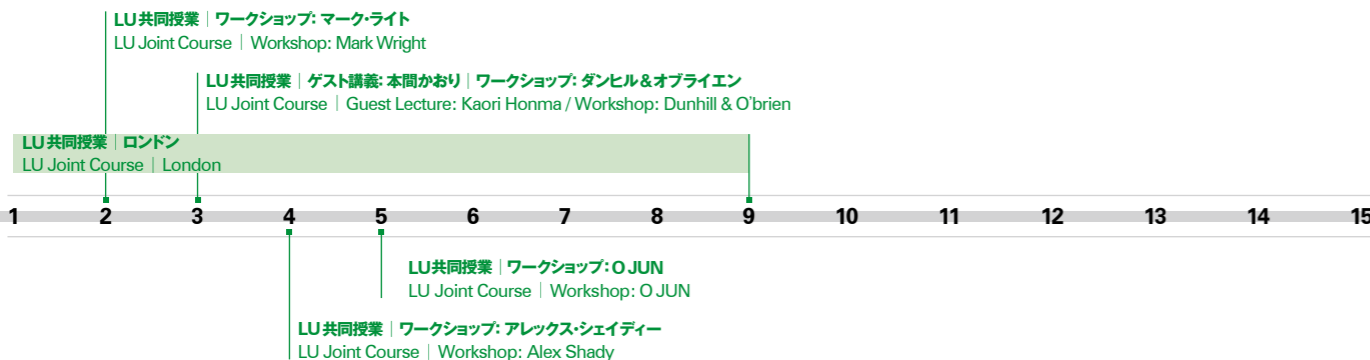 LU共同授業｜ワークショップ: マーク・ライト
LU Joint Course｜Workshop: Mark Wright
LU共同授業｜ゲスト講義: 本間かおり｜ワークショップ: ダンヒル&オブライエン
LU Joint Course｜Guest Lecture: Kaori Honma / Workshop: Dunhill & O'brien
LU共同授業｜ロンドン
LU Joint Course｜London
1 2 3 4 5 6 7 8 9 10 11 12 13 14 15
LU共同授業｜ワークショップ: O JUN
LU Joint Course｜Workshop: O JUN
LU共同授業｜ワークショップ: アレックス・シェイディー
LU Joint Course｜Workshop: Alex Shady